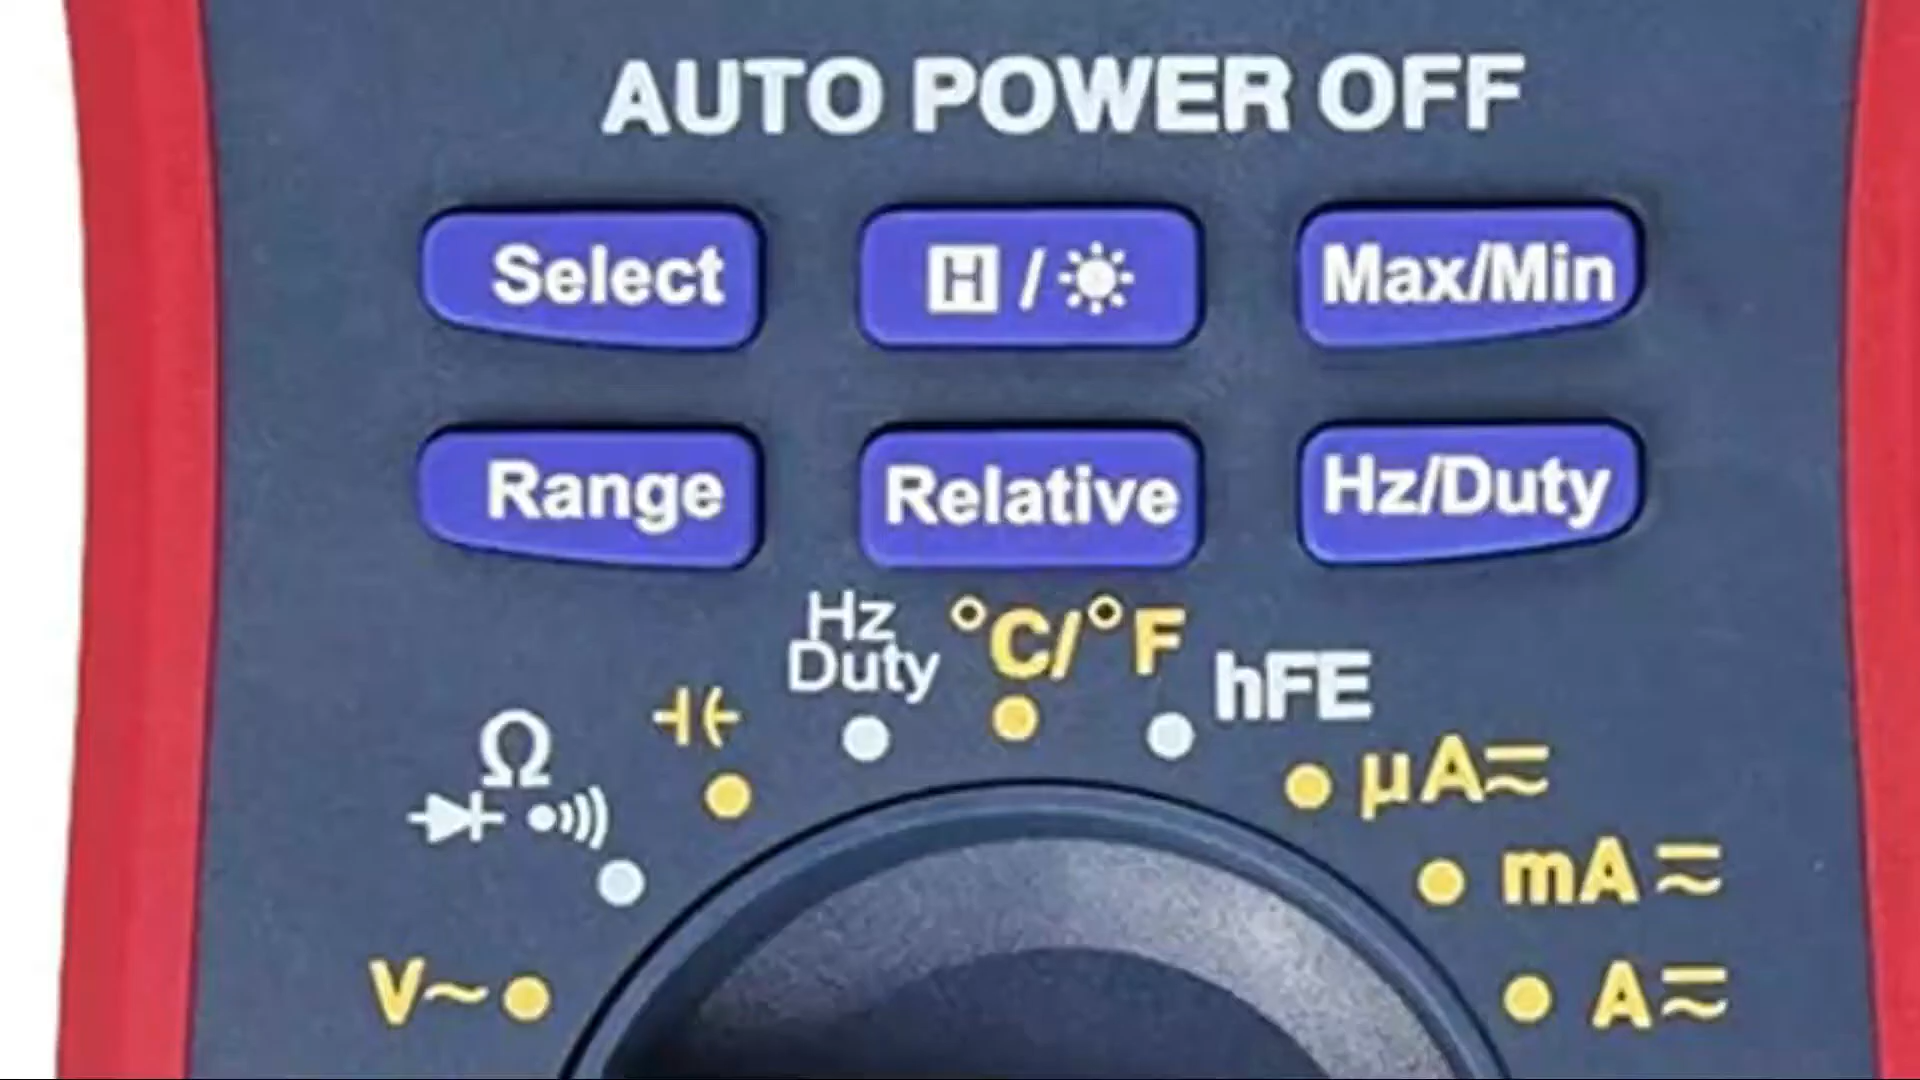 AUTO POWER OFF
Select
H / ☀
Max/Min
Range
Relative
Hz/Duty
Hz
Duty
°C/°F
hFE
Ω
µA
mA
A
V~